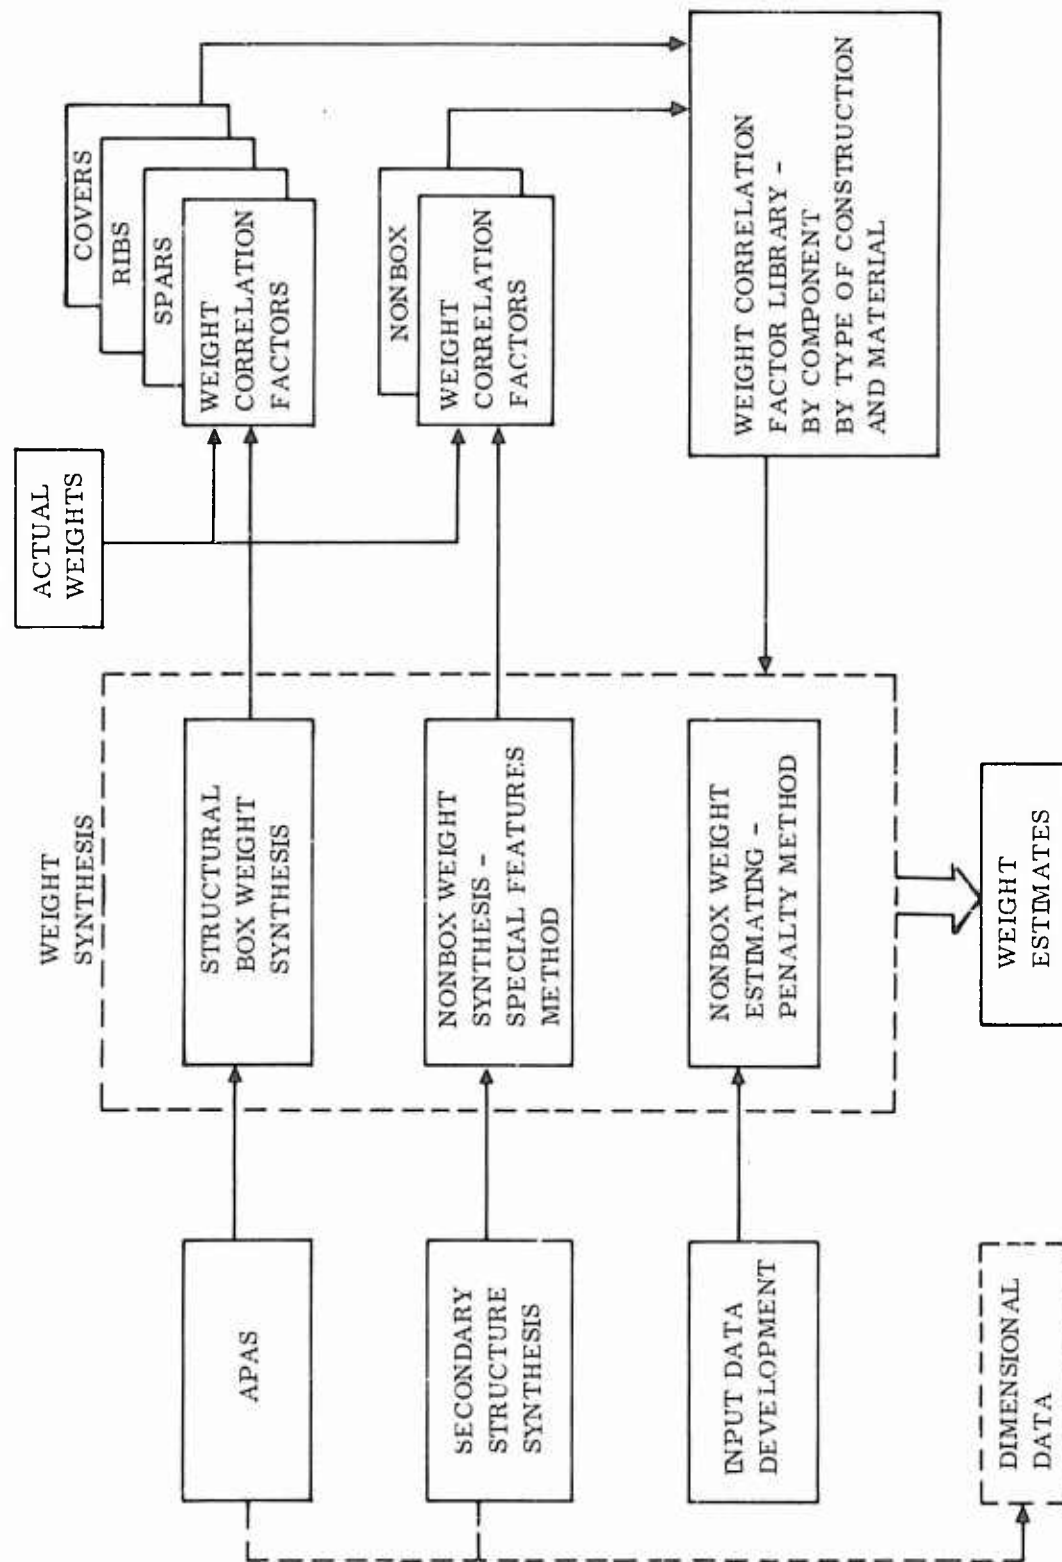 WEIGHT
SYNTHESIS
ACTUAL
WEIGHTS
APAS
STRUCTURAL
BOX WEIGHT
SYNTHESIS
COVERS
RIBS
SPARS
WEIGHT
CORRELATION
FACTORS
SECONDARY
STRUCTURE
SYNTHESIS
NONBOX WEIGHT
SYNTHESIS -
SPECIAL FEATURES
METHOD
NONBOX
WEIGHT
CORRELATION
FACTORS
INPUT DATA
DEVELOPMENT
NONBOX WEIGHT
ESTIMATING -
PENALTY METHOD
WEIGHT CORRELATION
FACTOR LIBRARY -
BY COMPONENT
BY TYPE OF CONSTRUCTION
AND MATERIAL
DIMENSIONAL
DATA
WEIGHT
ESTIMATES